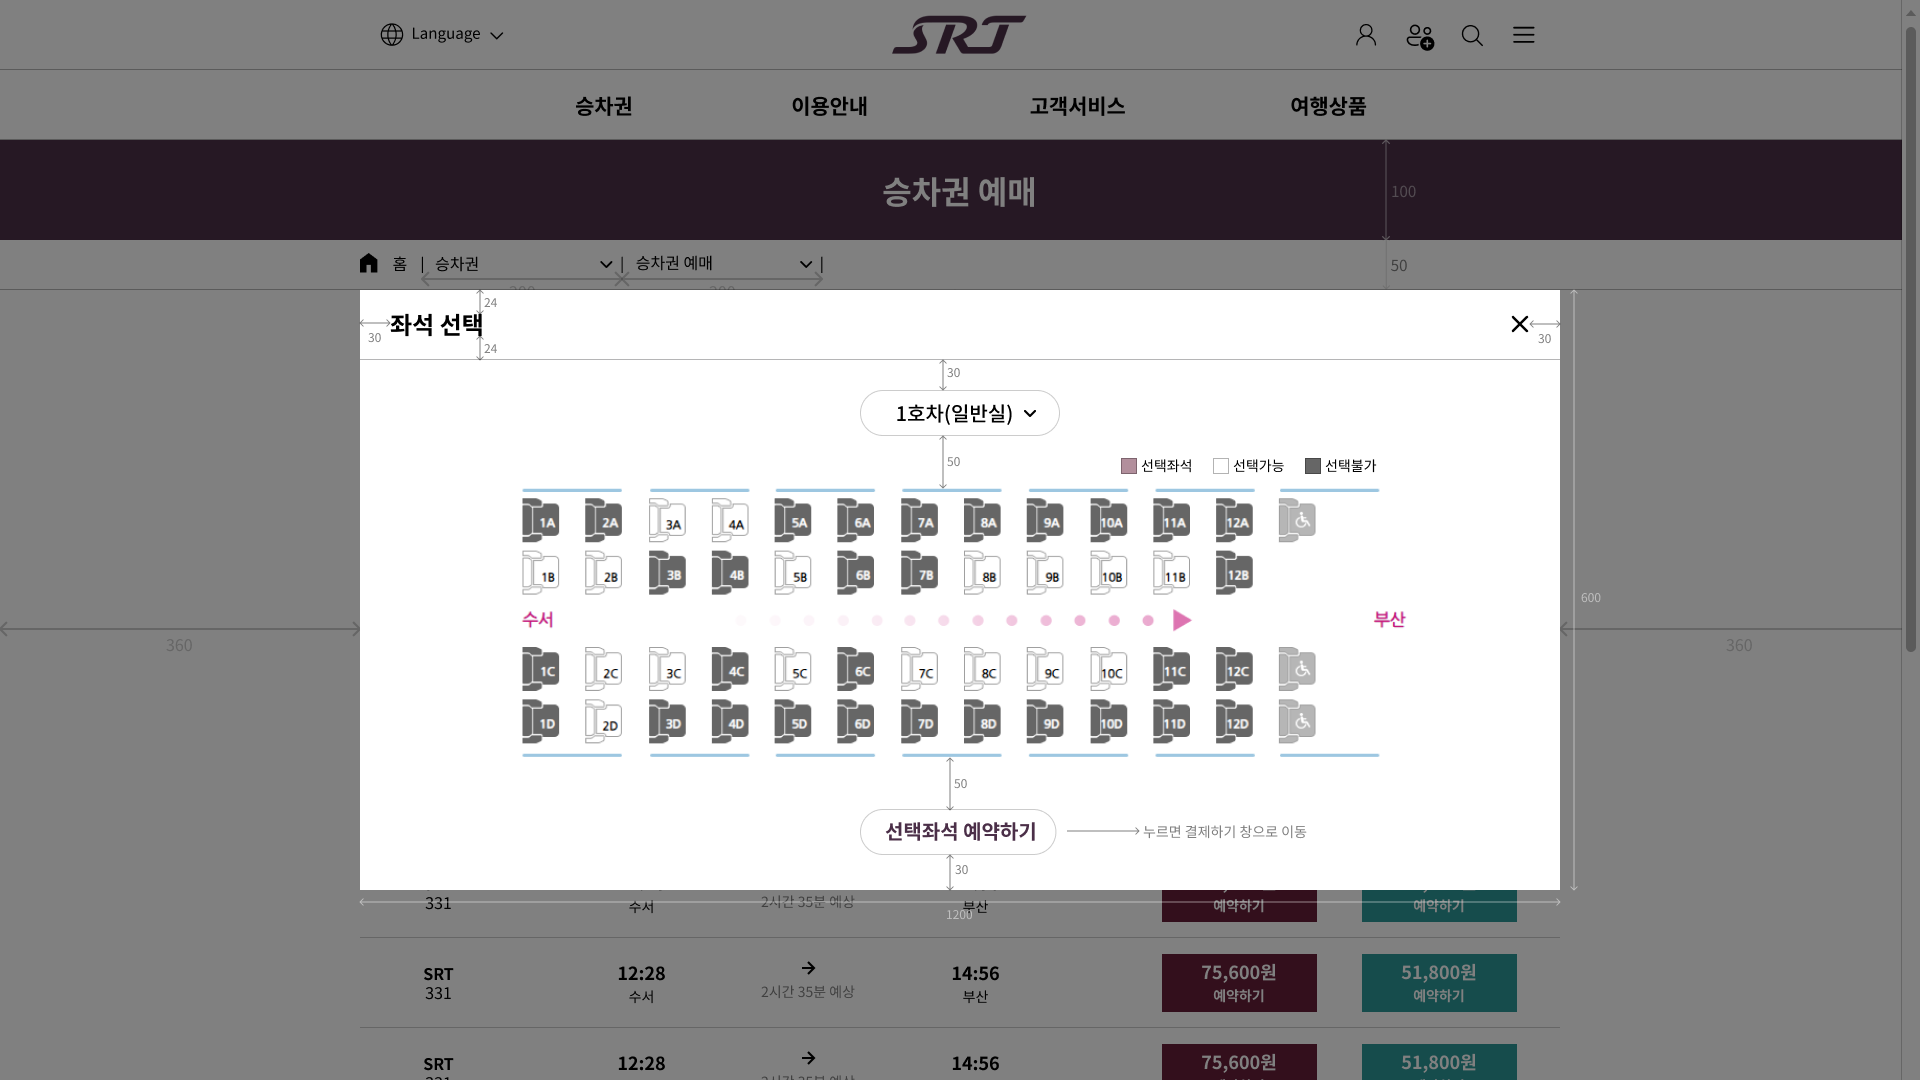 Language
SRT
승차권
이용안내
고객서비스
여행상품
승차권 예매
100
홈 | 승차권 | 승차권 예매 |
50
24
30
좌석 선택
30
24
30
1호차(일반실)
50
선택좌석 선택가능 선택불가
1A 2A 3A 4A 5A 6A 7A 8A 9A 10A 11A 12A
1B 2B 3B 4B 5B 6B 7B 8B 9B 10B 11B 12B
수서 부산
600
360
360
1C 2C 3C 4C 5C 6C 7C 8C 9C 10C 11C 12C
1D 2D 3D 4D 5D 6D 7D 8D 9D 10D 11D 12D
50
선택좌석 예약하기
누르면 결제하기 창으로 이동
30
331 수서 2시간 35분 예상 부산 예약하기 예약하기
1200
SRT 12:28 14:56 75,600원 51,800원
331 수서 2시간 35분 예상 부산 예약하기 예약하기
SRT 12:28 14:56 75,600원 51,800원